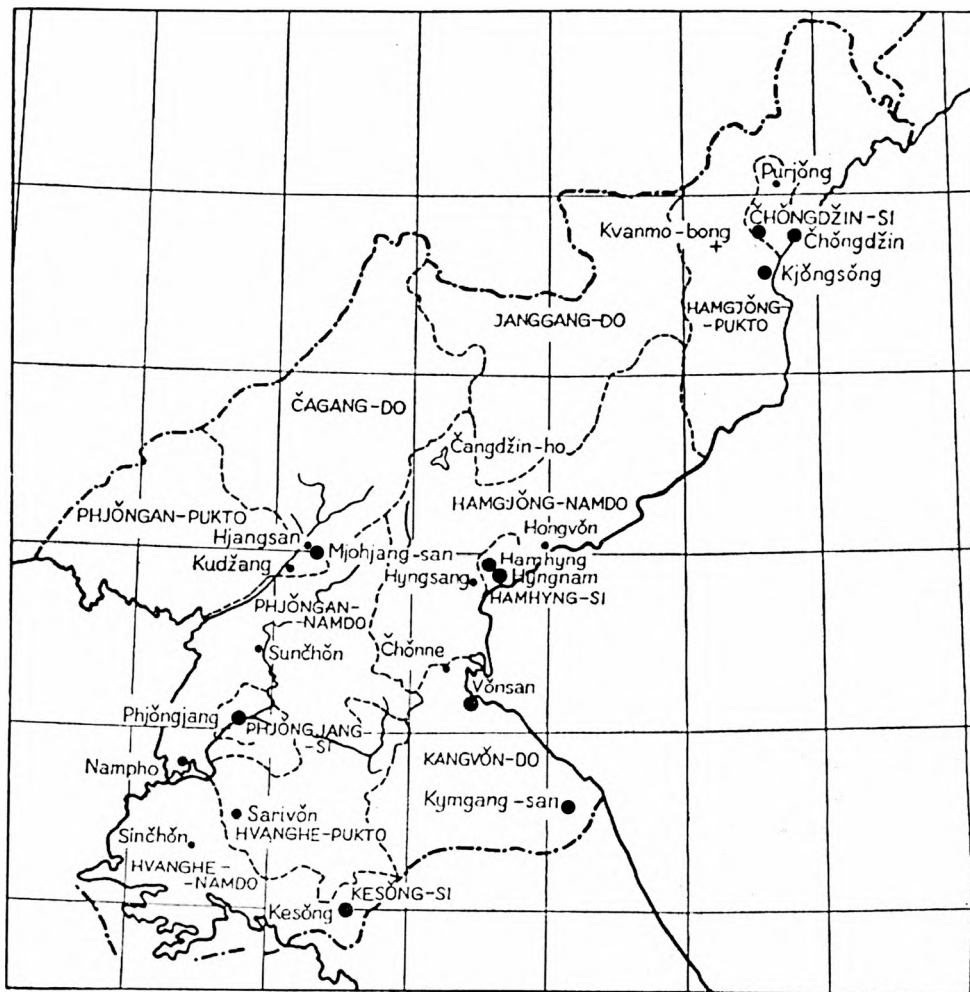 Purjŏng
ČHŎNGDŽIN-SI
Kvanmo-bong
Čhŏngdžin
Kjŏngsŏng
HAMGJŎNG-
-PUKTO
JANGGANG-DO
ČAGANG-DO
Čangdžin-ho
HAMGJŎNG-NAMDO
PHJŎNGAN-PUKTO
Hongvŏn
Hjangsan
Mjohjang-san
Hamhyng
Kudžang
Hyngsang
Hyngnam
HAMHYNG-SI
PHJŎNGAN-
-NAMDO
Sunčhŏn
Čhŏnne
Vŏnsan
Phjŏngjang
PHJŎNGJANG-
-SI
Nampho
KANGVŎN-DO
Kymgang-san
Sarivŏn
HVANGHE-PUKTO
Sinčhŏn
HVANGHE-
-NAMDO
KESŎNG-SI
Kesŏng